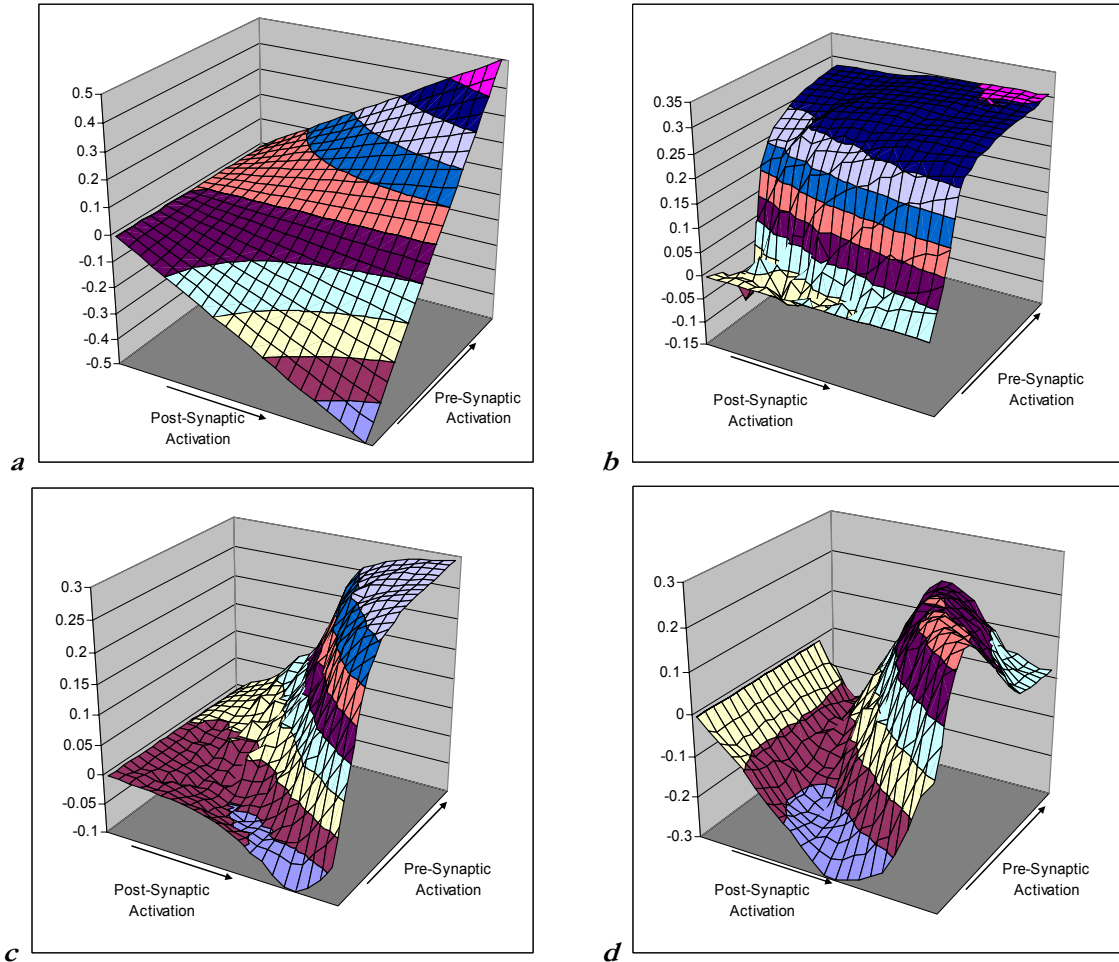 0.5
0.4
0.3
0.2
0.1
0
-0.1
-0.2
-0.3
-0.4
-0.5
Post-Synaptic
Activation
Pre-Synaptic
Activation
a
0.35
0.3
0.25
0.2
0.15
0.1
0.05
0
-0.05
-0.1
-0.15
Post-Synaptic
Activation
Pre-Synaptic
Activation
b
0.3
0.25
0.2
0.15
0.1
0.05
0
-0.05
-0.1
Post-Synaptic
Activation
Pre-Synaptic
Activation
c
0.3
0.2
0.1
0
-0.1
-0.2
-0.3
Post-Synaptic
Activation
Pre-Synaptic
Activation
d